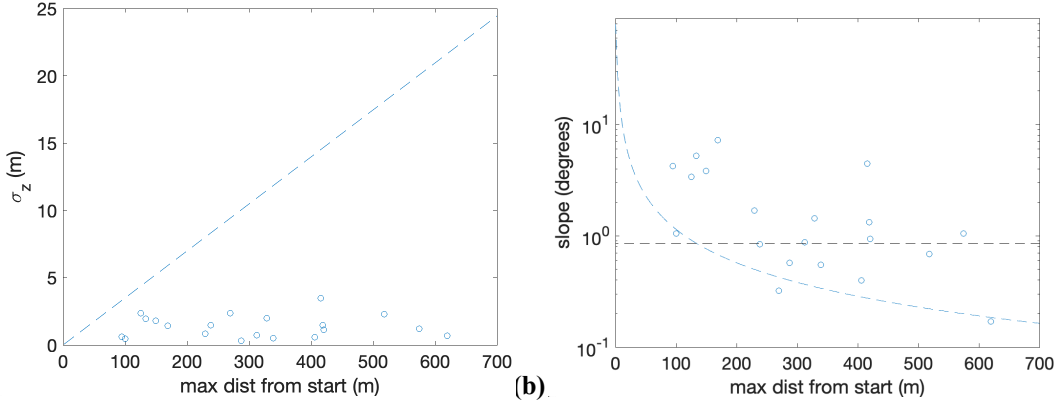 25
20
15
10
5
0
σz (m)
0 100 200 300 400 500 600 700
max dist from start (m)
(b)
10^1
10^0
10^-1
slope (degrees)
0 100 200 300 400 500 600 700
max dist from start (m)